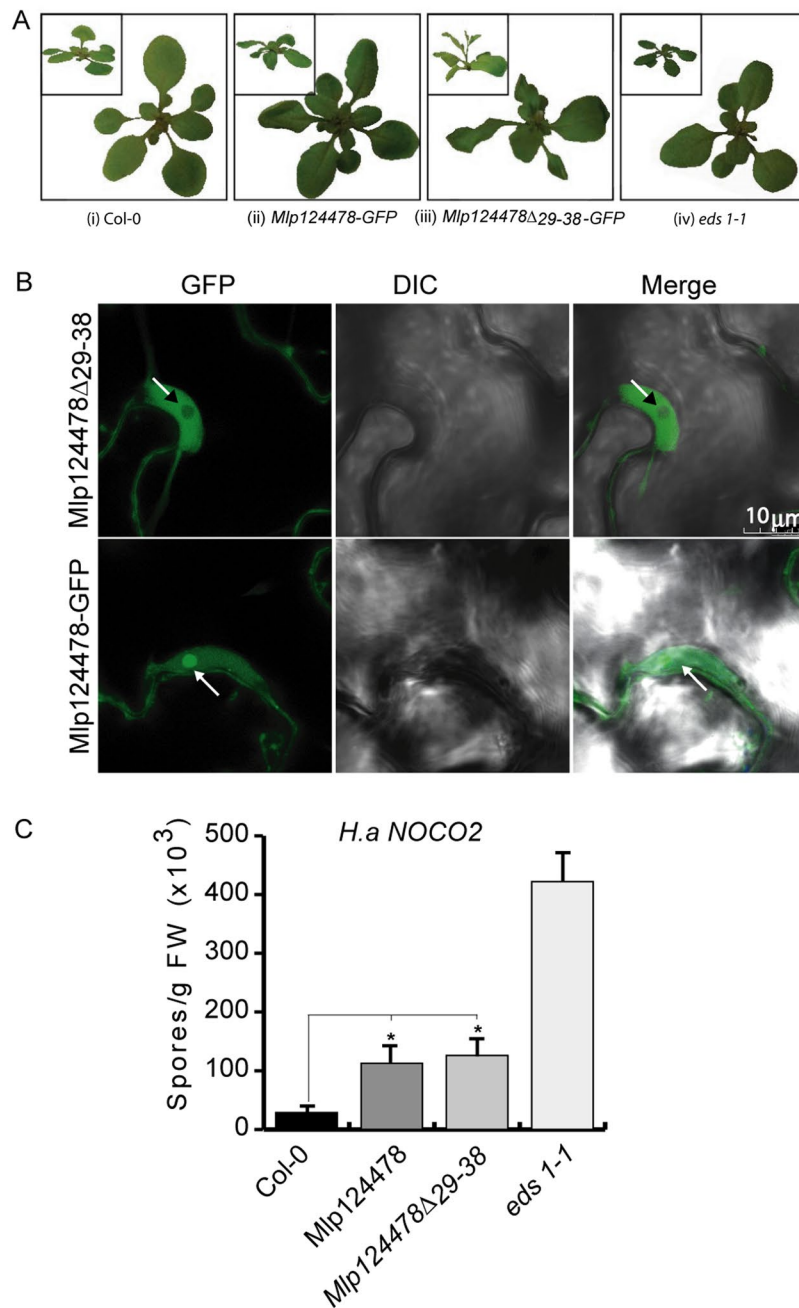 A
(i) Col-0
(ii) Mlp124478-GFP
(iii) Mlp124478Δ29-38-GFP
(iv) eds 1-1
B
GFP
DIC
Merge
Mlp124478Δ29-38
10 µm
Mlp124478-GFP
C
H.a NOCO2
Spores/g FW (x10³)
500
400
300
200
100
0
*
*
Col-0
Mlp124478
Mlp124478Δ29-38
eds 1-1